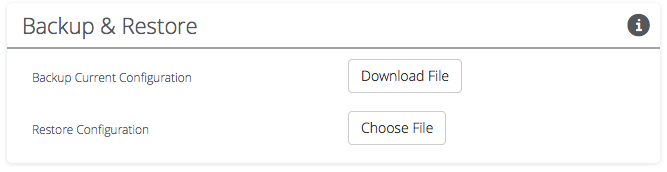 Backup & Restore
Backup Current Configuration
Download File
Restore Configuration
Choose File